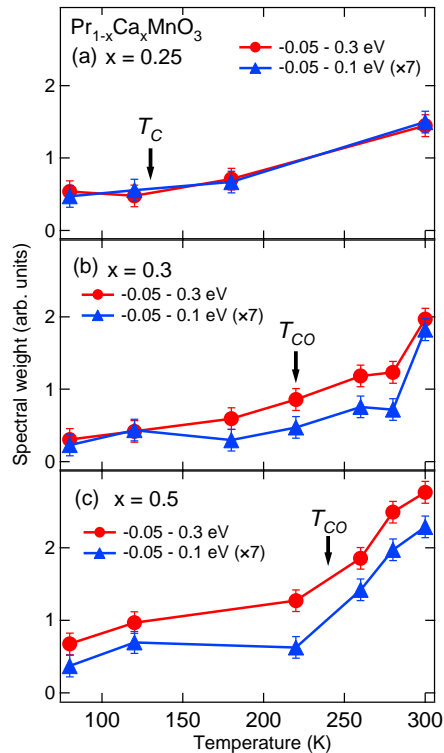 Pr1-xCaxMnO3
(a) x = 0.25
-0.05 - 0.3 eV
-0.05 - 0.1 eV (×7)
TC
2
1
0
(b) x = 0.3
-0.05 - 0.3 eV
-0.05 - 0.1 eV (×7)
TCO
2
1
0
Spectral weight (arb. units)
(c) x = 0.5
-0.05 - 0.3 eV
-0.05 - 0.1 eV (×7)
TCO
2
1
0
100 150 200 250 300
Temperature (K)